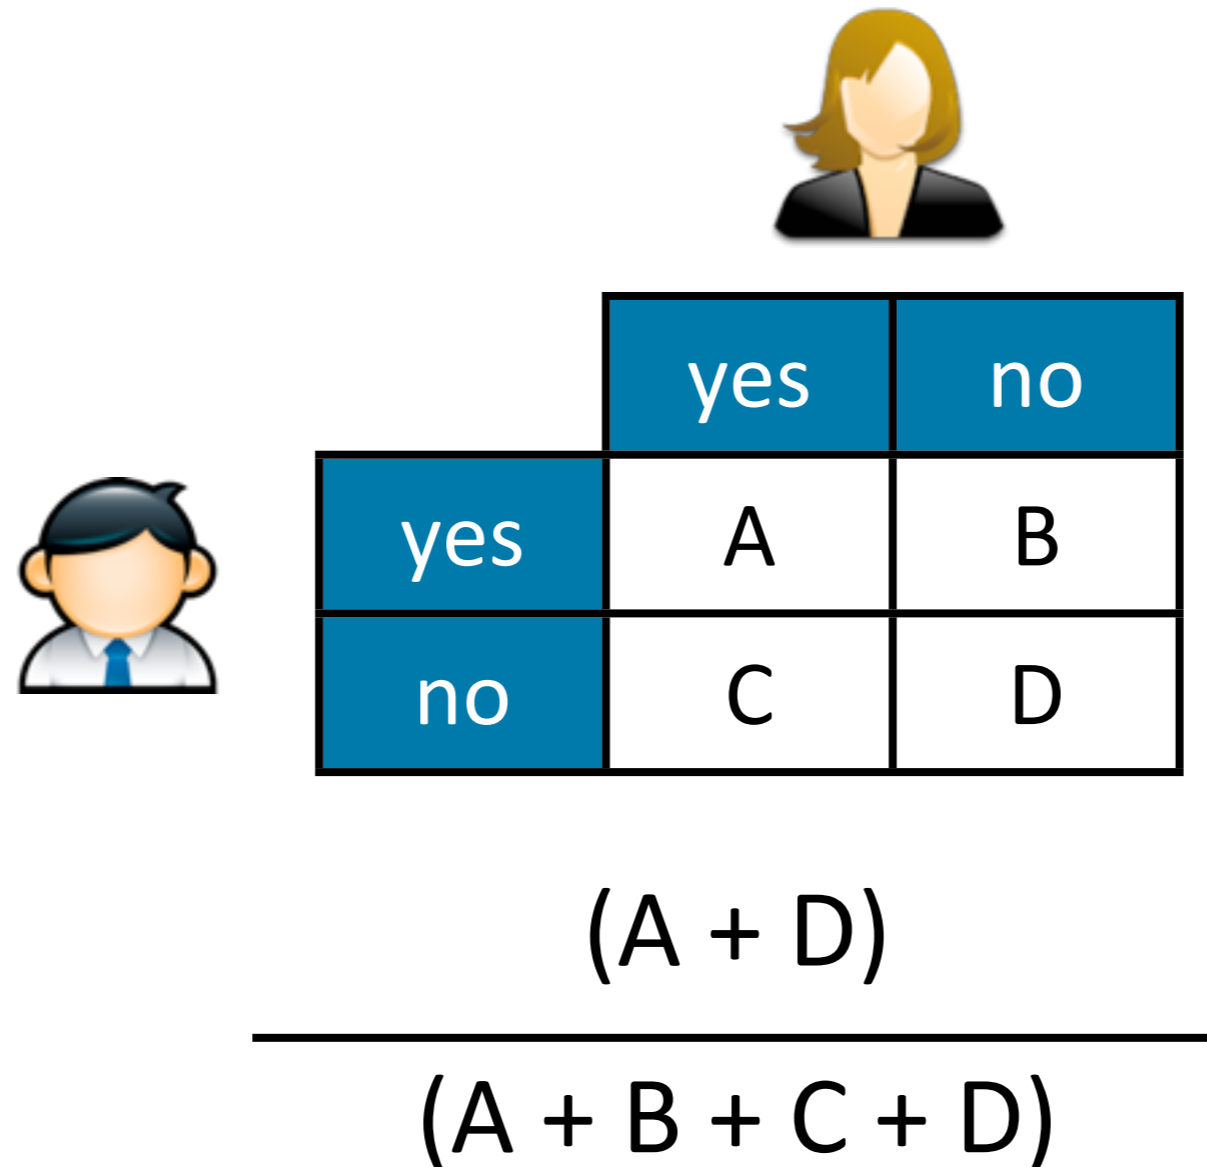 yes no
yes A B
no C D
(A + D)
(A + B + C + D)